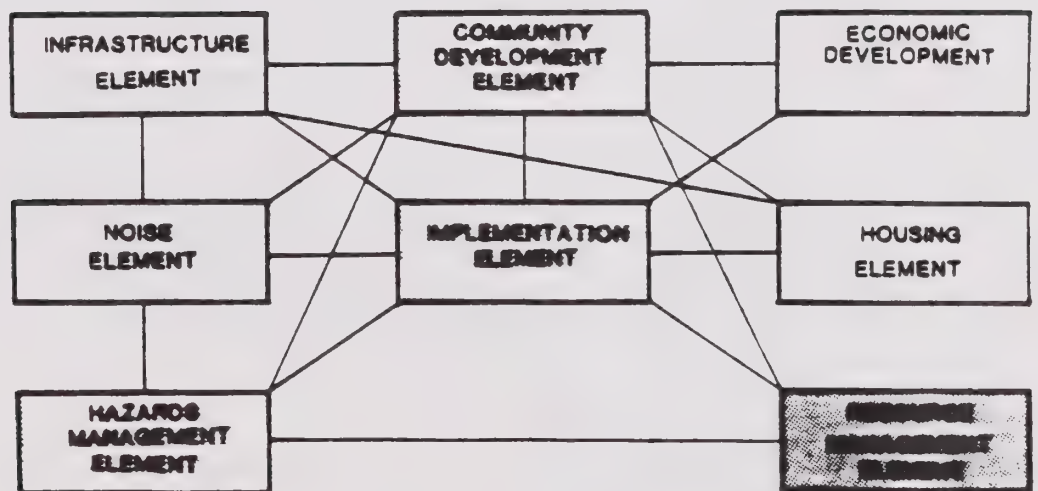 INFRASTRUCTURE
ELEMENT
COMMUNITY
DEVELOPMENT
ELEMENT
ECONOMIC
DEVELOPMENT
NOISE
ELEMENT
IMPLEMENTATION
ELEMENT
HOUSING
ELEMENT
HAZARDS
MANAGEMENT
ELEMENT